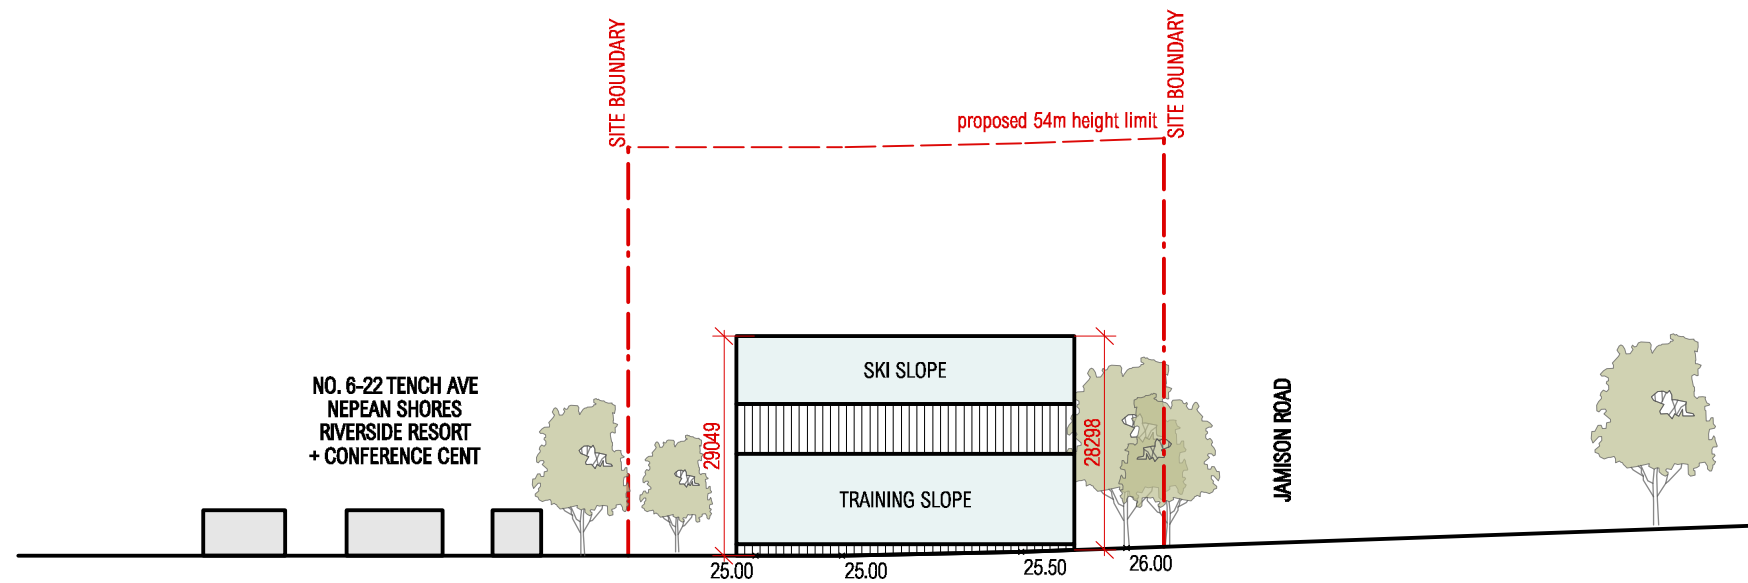 SITE BOUNDARY
SITE BOUNDARY
proposed 54m height limit
NO. 6-22 TENCH AVE
NEPEAN SHORES
RIVERSIDE RESORT
+ CONFERENCE CENT
SKI SLOPE
TRAINING SLOPE
29049
28298
JAMISON ROAD
25.00
25.00
25.50
26.00